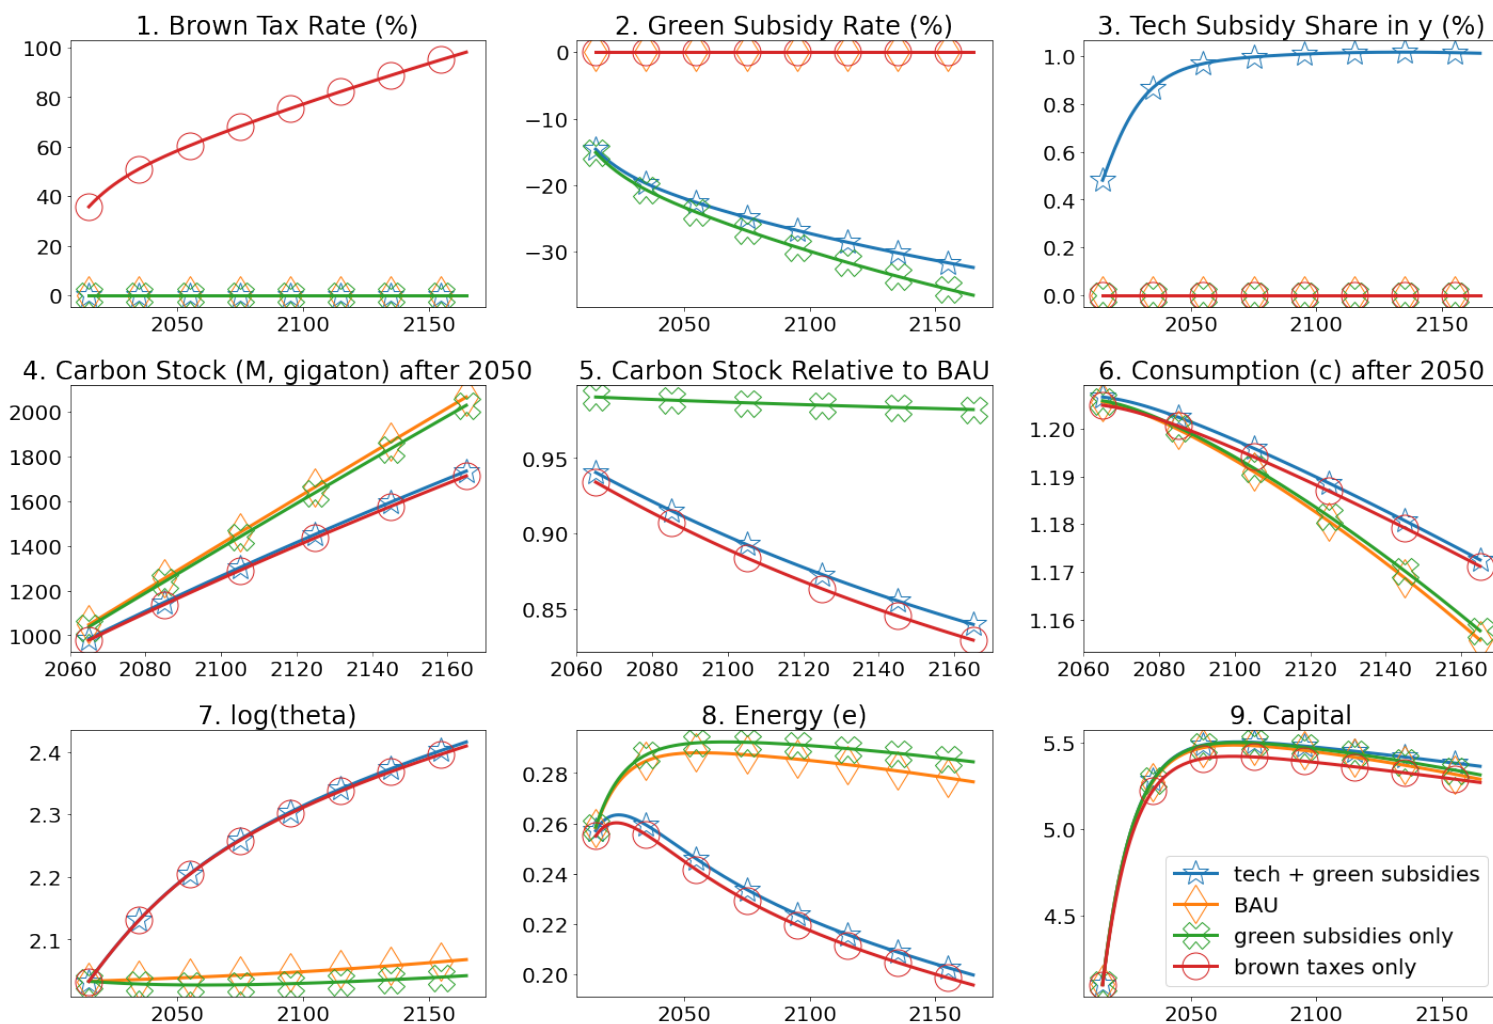 1. Brown Tax Rate (%)
100
80
60
40
20
0
2050 2100 2150
2. Green Subsidy Rate (%)
0
−10
−20
−30
2050 2100 2150
3. Tech Subsidy Share in y (%)
1.0
0.8
0.6
0.4
0.2
0.0
2050 2100 2150
4. Carbon Stock (M, gigaton) after 2050
2000
1800
1600
1400
1200
1000
2060 2080 2100 2120 2140 2160
5. Carbon Stock Relative to BAU
0.95
0.90
0.85
2060 2080 2100 2120 2140 2160
6. Consumption (c) after 2050
1.20
1.19
1.18
1.17
1.16
2060 2080 2100 2120 2140 2160
7. log(theta)
2.4
2.3
2.2
2.1
2050 2100 2150
8. Energy (e)
0.28
0.26
0.24
0.22
0.20
2050 2100 2150
9. Capital
5.5
5.0
4.5
2050 2100 2150
tech + green subsidies
BAU
green subsidies only
brown taxes only